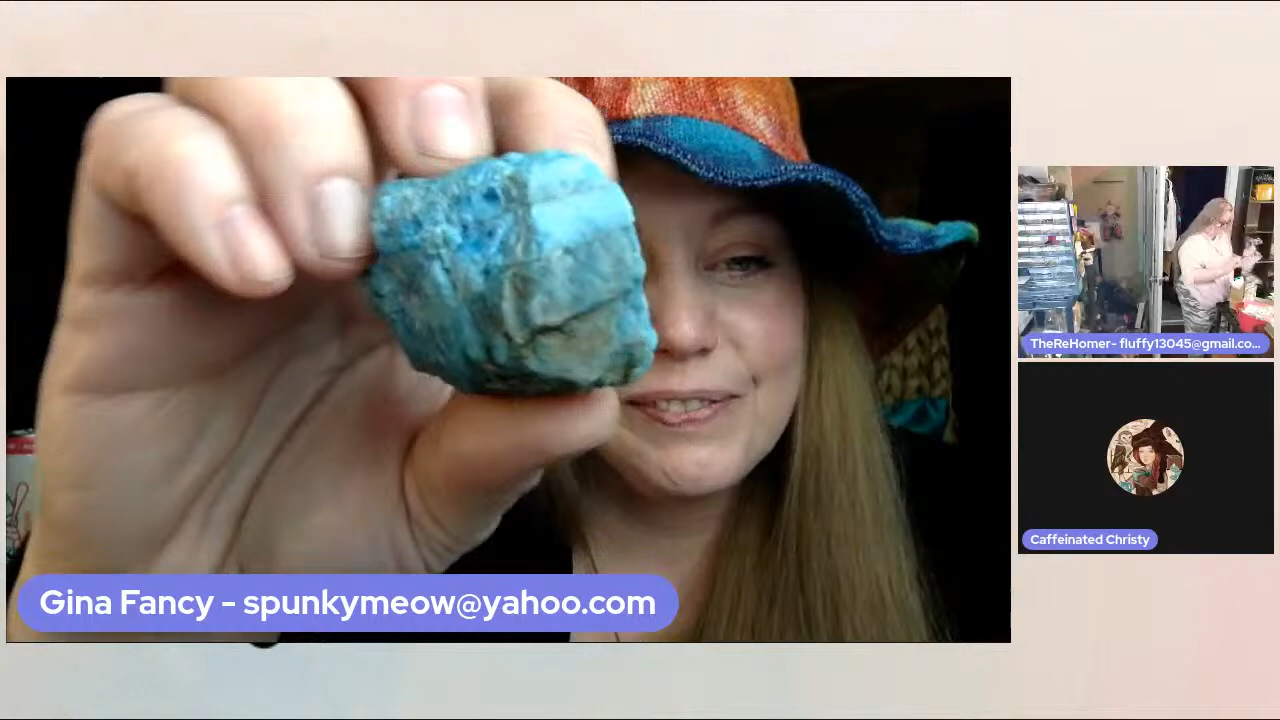 Gina Fancy - spunkymeow@yahoo.com
TheReHomer- fluffy13045@gmail.co...
Caffeinated Christy